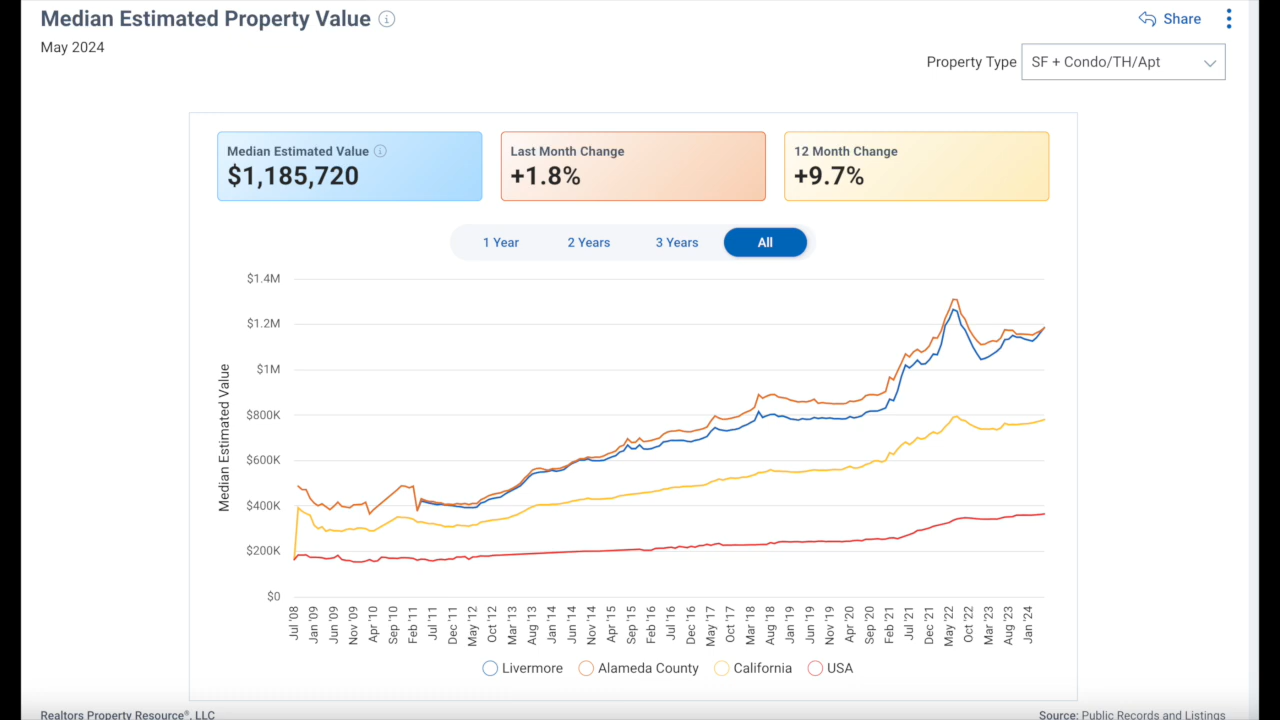 Median Estimated Property Value
Share
May 2024
Property Type SF + Condo/TH/Apt
Median Estimated Value
$1,185,720
Last Month Change
+1.8%
12 Month Change
+9.7%
1 Year 2 Years 3 Years All
Median Estimated Value
$1.4M
$1.2M
$1M
$800K
$600K
$400K
$200K
$0
Jul '08 Jan '09 Jun '09 Nov '09 Apr '10 Sep '10 Feb '11 Jul '11 Dec '11 May '12 Oct '12 Mar '13 Aug '13 Jan '14 Jun '14 Nov '14 Apr '15 Sep '15 Feb '16 Jul '16 Dec '16 May '17 Oct '17 Mar '18 Aug '18 Jan '19 Jun '19 Nov '19 Apr '20 Sep '20 Feb '21 Jul '21 Dec '21 May '22 Oct '22 Mar '23 Aug '23 Jan '24
Livermore Alameda County California USA
Realtors Property Resource®, LLC
Source: Public Records and Listings